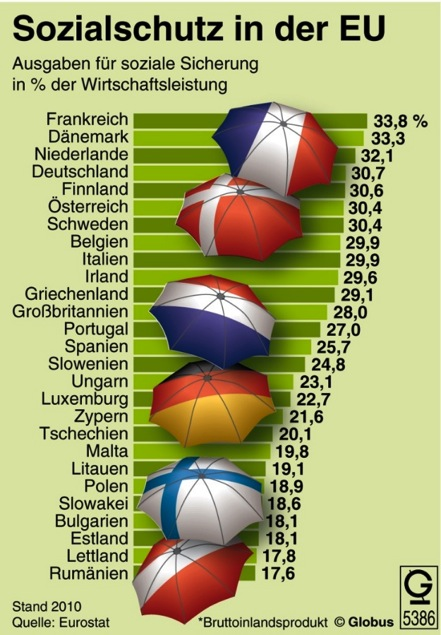 Sozialschutz in der EU
Ausgaben für soziale Sicherung
in % der Wirtschaftsleistung
Frankreich 33,8 %
Dänemark 33,3
Niederlande 32,1
Deutschland 30,7
Finnland 30,6
Österreich 30,4
Schweden 30,4
Belgien 29,9
Italien 29,9
Irland 29,6
Griechenland 29,1
Großbritannien 28,0
Portugal 27,0
Spanien 25,7
Slowenien 24,8
Ungarn 23,1
Luxemburg 22,7
Zypern 21,6
Tschechien 20,1
Malta 19,8
Litauen 19,1
Polen 18,9
Slowakei 18,6
Bulgarien 18,1
Estland 18,1
Lettland 17,8
Rumänien 17,6
Stand 2010
Quelle: Eurostat
*Bruttoinlandsprodukt © Globus
G
5386